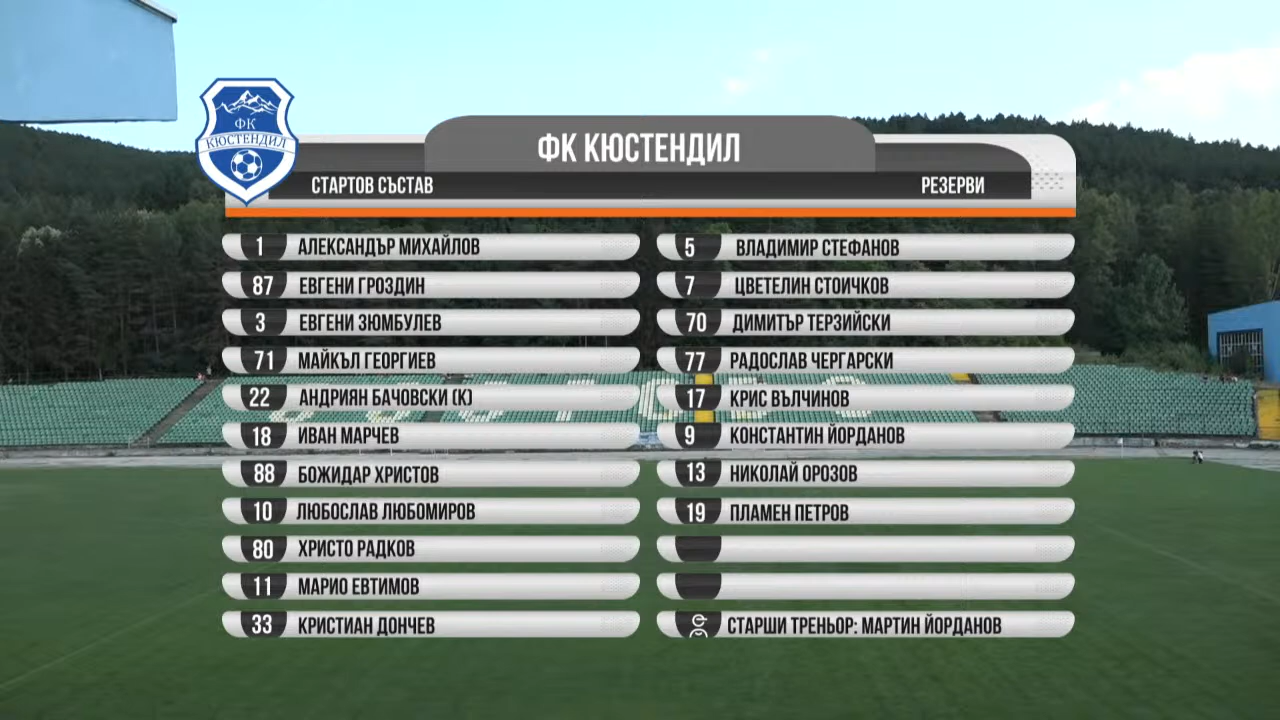 ФК
КЮСТЕНДИЛ
ФК КЮСТЕНДИЛ
СТАРТОВ СЪСТАВ
РЕЗЕРВИ
1 АЛЕКСАНДЪР МИХАЙЛОВ
87 ЕВГЕНИ ГРОЗДИН
3 ЕВГЕНИ ЗЮМБУЛЕВ
71 МАЙКЪЛ ГЕОРГИЕВ
22 АНДРИЯН БАЧОВСКИ (К)
18 ИВАН МАРЧЕВ
88 БОЖИДАР ХРИСТОВ
10 ЛЮБОСЛАВ ЛЮБОМИРОВ
80 ХРИСТО РАДКОВ
11 МАРИО ЕВТИМОВ
33 КРИСТИАН ДОНЧЕВ
5 ВЛАДИМИР СТЕФАНОВ
7 ЦВЕТЕЛИН СТОИЧКОВ
70 ДИМИТЪР ТЕРЗИЙСКИ
77 РАДОСЛАВ ЧЕРГАРСКИ
17 КРИС ВЪЛЧИНОВ
9 КОНСТАНТИН ЙОРДАНОВ
13 НИКОЛАЙ ОРОЗОВ
19 ПЛАМЕН ПЕТРОВ
СТАРШИ ТРЕНЬОР: МАРТИН ЙОРДАНОВ